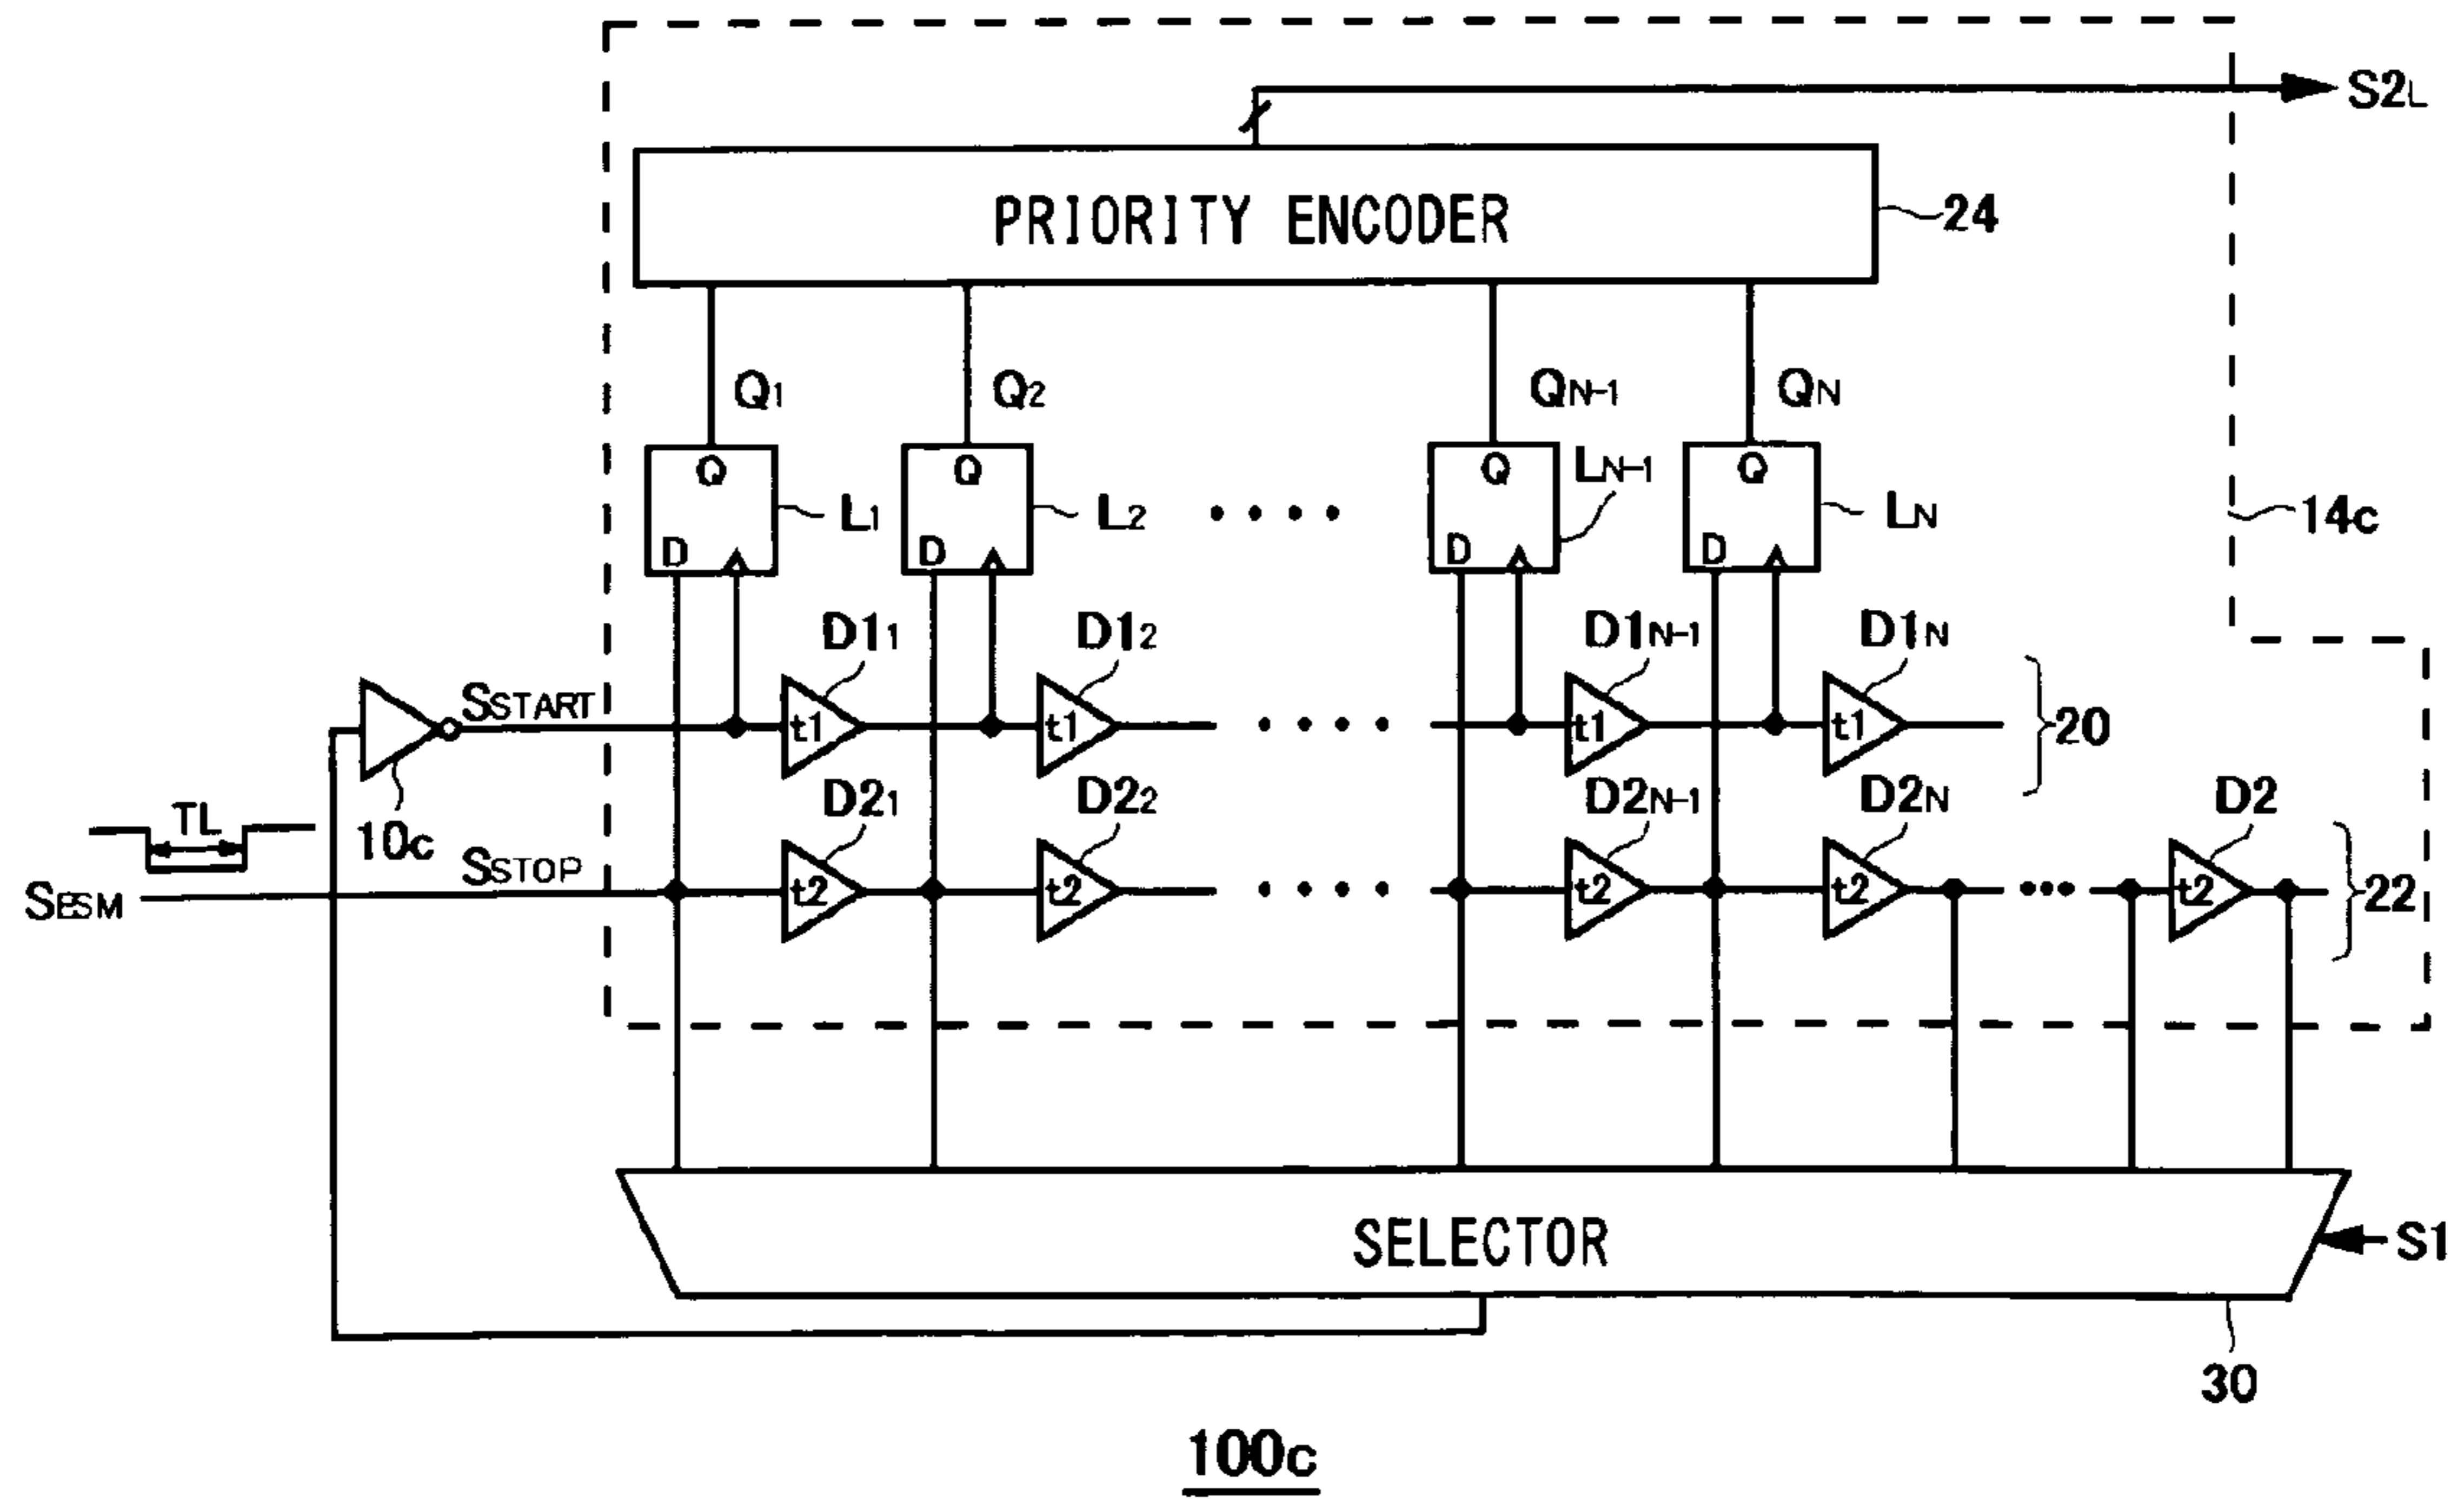 S2L
PRIORITY ENCODER
24
Q1
Q2
QN-1
QN
Q
Q
Q
Q
L1
L2
LN-1
LN
14c
D
D
D
D
D11
D12
D1N-1
D1N
SSTART
t1
t1
t1
t1
20
D21
D22
D2N-1
D2N
D2
TL
10c
SSTOP
t2
t2
t2
t2
t2
22
SBSM
SELECTOR
S1
30
100c